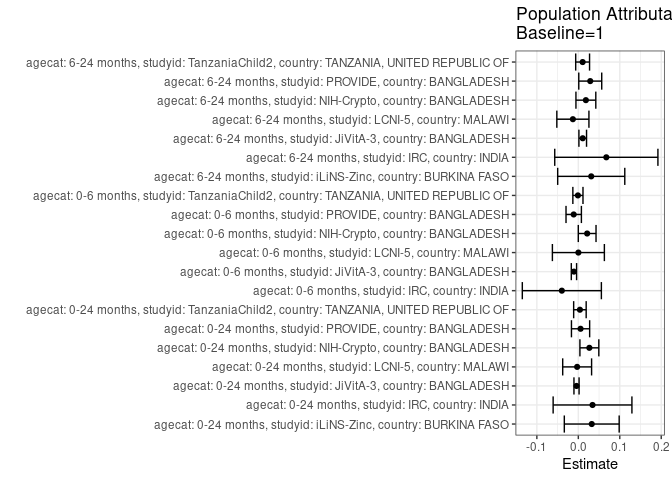 Population Attributa
Baseline=1
agecat: 6-24 months, studyid: TanzaniaChild2, country: TANZANIA, UNITED REPUBLIC OF
agecat: 6-24 months, studyid: PROVIDE, country: BANGLADESH
agecat: 6-24 months, studyid: NIH-Crypto, country: BANGLADESH
agecat: 6-24 months, studyid: LCNI-5, country: MALAWI
agecat: 6-24 months, studyid: JiVitA-3, country: BANGLADESH
agecat: 6-24 months, studyid: IRC, country: INDIA
agecat: 6-24 months, studyid: iLiNS-Zinc, country: BURKINA FASO
agecat: 0-6 months, studyid: TanzaniaChild2, country: TANZANIA, UNITED REPUBLIC OF
agecat: 0-6 months, studyid: PROVIDE, country: BANGLADESH
agecat: 0-6 months, studyid: NIH-Crypto, country: BANGLADESH
agecat: 0-6 months, studyid: LCNI-5, country: MALAWI
agecat: 0-6 months, studyid: JiVitA-3, country: BANGLADESH
agecat: 0-6 months, studyid: IRC, country: INDIA
agecat: 0-24 months, studyid: TanzaniaChild2, country: TANZANIA, UNITED REPUBLIC OF
agecat: 0-24 months, studyid: PROVIDE, country: BANGLADESH
agecat: 0-24 months, studyid: NIH-Crypto, country: BANGLADESH
agecat: 0-24 months, studyid: LCNI-5, country: MALAWI
agecat: 0-24 months, studyid: JiVitA-3, country: BANGLADESH
agecat: 0-24 months, studyid: IRC, country: INDIA
agecat: 0-24 months, studyid: iLiNS-Zinc, country: BURKINA FASO
-0.1 0.0 0.1 0.2
Estimate